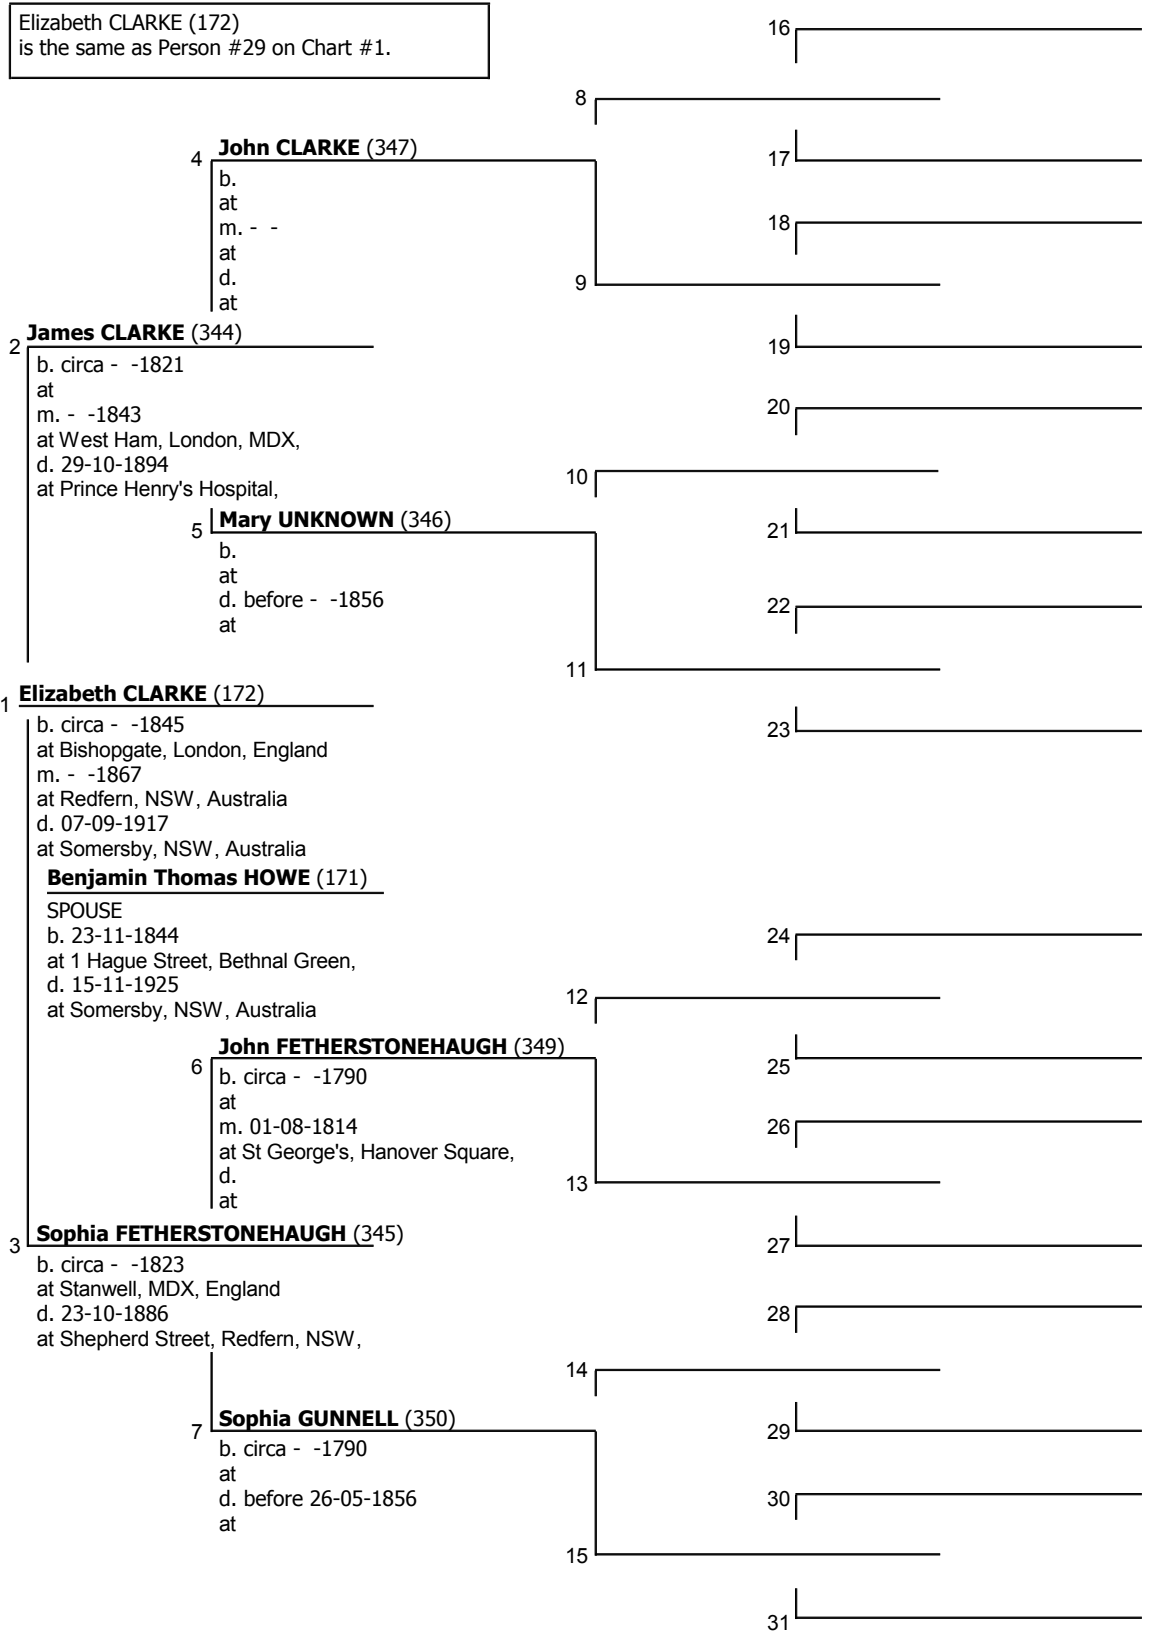 Elizabeth CLARKE (172)
is the same as Person #29 on Chart #1.
16
8
4 John CLARKE (347)
17
b.
at
m. - -
at
d.
at
18
9
2 James CLARKE (344)
19
b. circa - -1821
at
m. - -1843
at West Ham, London, MDX,
d. 29-10-1894
at Prince Henry's Hospital,
20
10
5 Mary UNKNOWN (346)
21
b.
at
d. before - -1856
at
22
11
1 Elizabeth CLARKE (172)
23
b. circa - -1845
at Bishopgate, London, England
m. - -1867
at Redfern, NSW, Australia
d. 07-09-1917
at Somersby, NSW, Australia
Benjamin Thomas HOWE (171)
SPOUSE
b. 23-11-1844
at 1 Hague Street, Bethnal Green,
d. 15-11-1925
at Somersby, NSW, Australia
24
12
6 John FETHERSTONEHAUGH (349)
25
b. circa - -1790
at
m. 01-08-1814
at St George's, Hanover Square,
d.
at
26
13
3 Sophia FETHERSTONEHAUGH (345)
27
b. circa - -1823
at Stanwell, MDX, England
d. 23-10-1886
at Shepherd Street, Redfern, NSW,
28
14
7 Sophia GUNNELL (350)
29
b. circa - -1790
at
d. before 26-05-1856
at
30
15
31